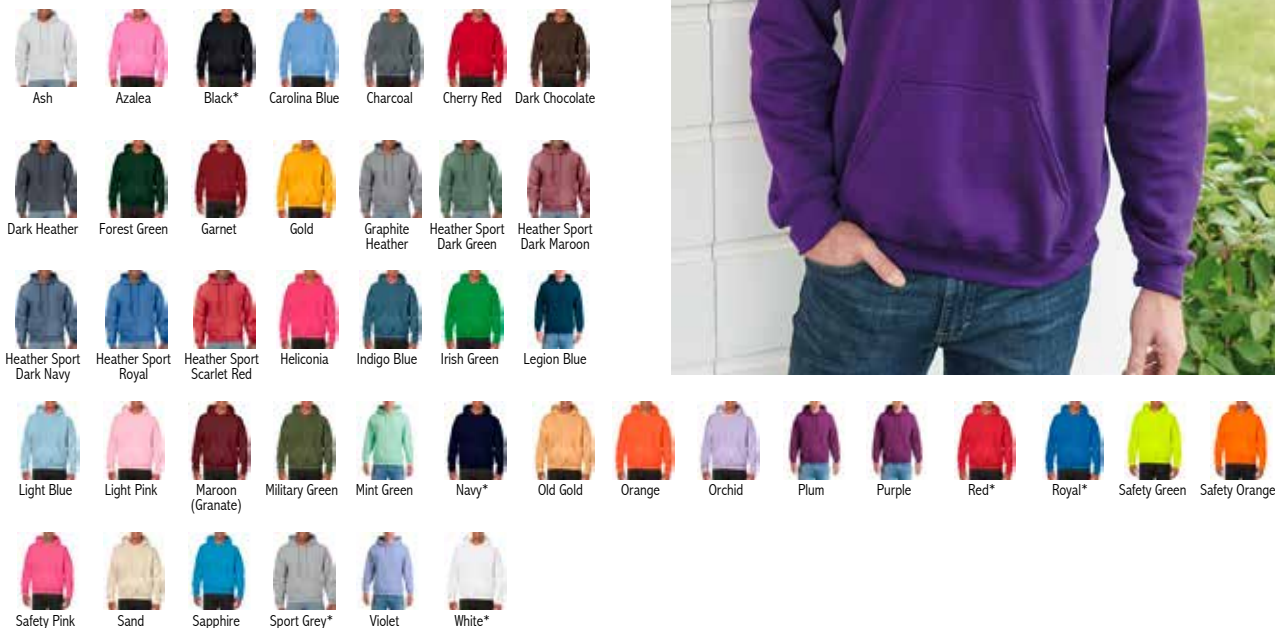 Ash Azalea Black* Carolina Blue Charcoal Cherry Red Dark Chocolate
Dark Heather Forest Green Garnet Gold Graphite Heather Sport Heather Sport
Heather Dark Green Dark Maroon
Heather Sport Heather Sport Heather Sport Heliconia Indigo Blue Irish Green Legion Blue
Dark Navy Royal Scarlet Red
Light Blue Light Pink Maroon Military Green Mint Green Navy* Old Gold Orange Orchid Plum Purple Red* Royal* Safety Green Safety Orange
(Granate)
Safety Pink Sand Sapphire Sport Grey* Violet White*